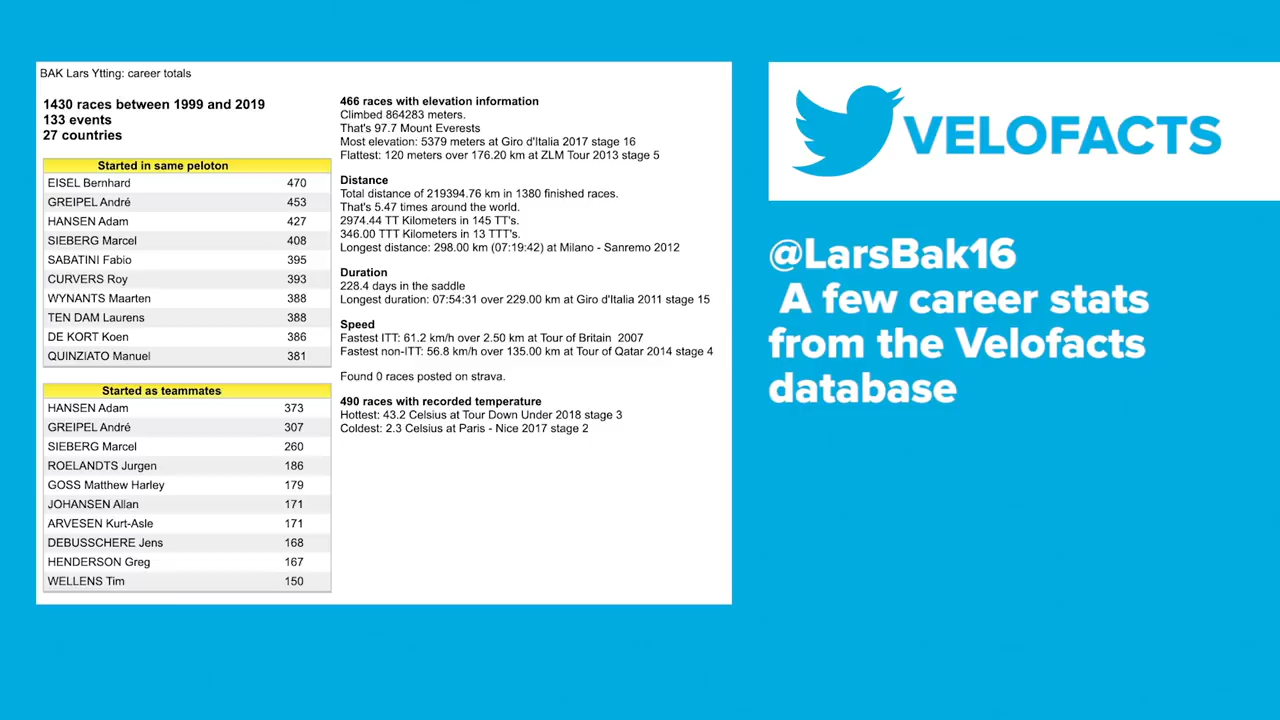 BAK Lars Ytting: career totals
1430 races between 1999 and 2019
133 events
27 countries
Started in same peloton
EISEL Bernhard 470
GREIPEL André 453
HANSEN Adam 427
SIEBERG Marcel 408
SABATINI Fabio 395
CURVERS Roy 393
WYNANTS Maarten 388
TEN DAM Laurens 388
DE KORT Koen 386
QUINZIATO Manuel 381
Started as teammates
HANSEN Adam 373
GREIPEL André 307
SIEBERG Marcel 260
ROELANDTS Jurgen 186
GOSS Matthew Harley 179
JOHANSEN Allan 171
ARVESEN Kurt-Asle 171
DEBUSSCHERE Jens 168
HENDERSON Greg 167
WELLENS Tim 150
466 races with elevation information
Climbed 864283 meters.
That's 97.7 Mount Everests
Most elevation: 5379 meters at Giro d'Italia 2017 stage 16
Flattest: 120 meters over 176.20 km at ZLM Tour 2013 stage 5
Distance
Total distance of 219394.76 km in 1380 finished races.
That's 5.47 times around the world.
2974.44 TT Kilometers in 145 TT's.
346.00 TTT Kilometers in 13 TTT's.
Longest distance: 298.00 km (07:19:42) at Milano - Sanremo 2012
Duration
228.4 days in the saddle
Longest duration: 07:54:31 over 229.00 km at Giro d'Italia 2011 stage 15
Speed
Fastest ITT: 61.2 km/h over 2.50 km at Tour of Britain 2007
Fastest non-ITT: 56.8 km/h over 135.00 km at Tour of Qatar 2014 stage 4
Found 0 races posted on strava.
490 races with recorded temperature
Hottest: 43.2 Celsius at Tour Down Under 2018 stage 3
Coldest: 2.3 Celsius at Paris - Nice 2017 stage 2
VELOFACTS
@LarsBak16
A few career stats
from the Velofacts
database